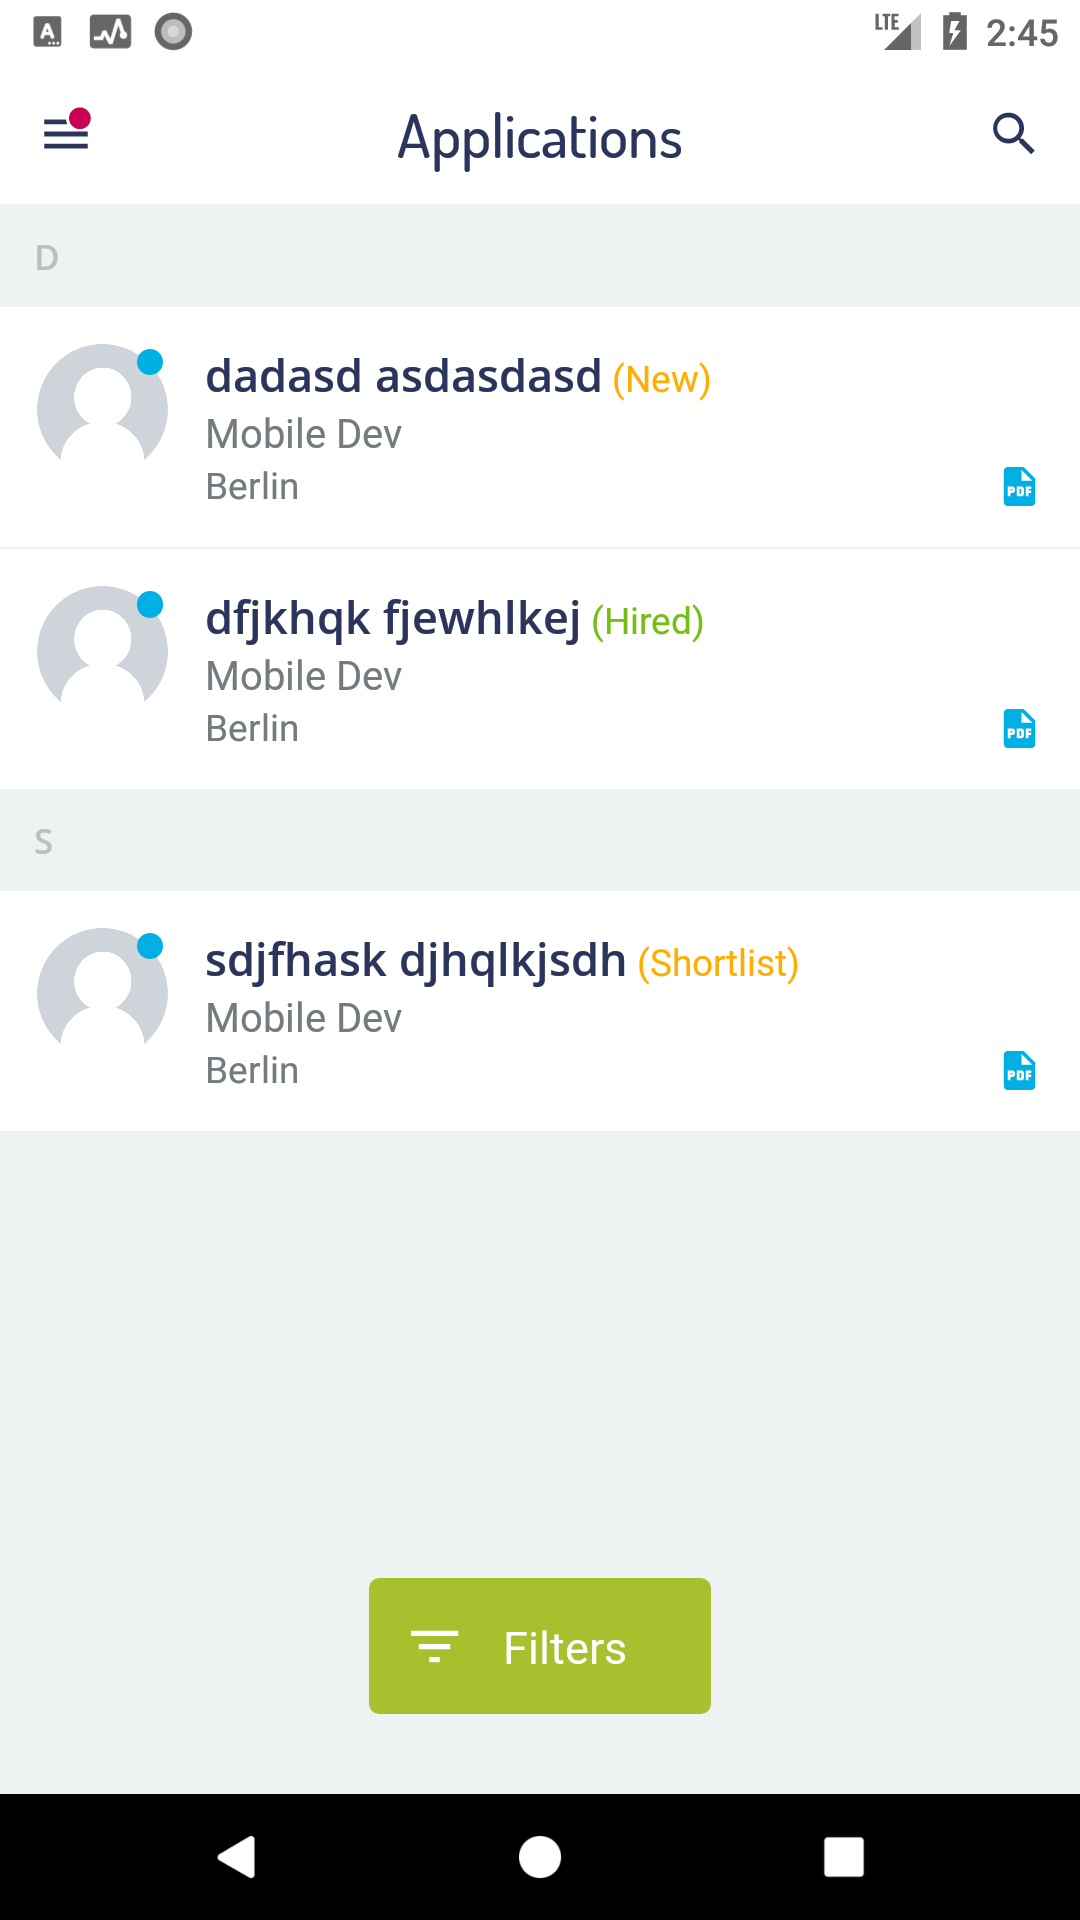 LTE 2:45
Applications
D
dadasd asdasdasd (New)
Mobile Dev
Berlin
PDF
dfjkhqk fjewhlkej (Hired)
Mobile Dev
Berlin
PDF
S
sdjfhask djhqlkjsdh (Shortlist)
Mobile Dev
Berlin
PDF
Filters